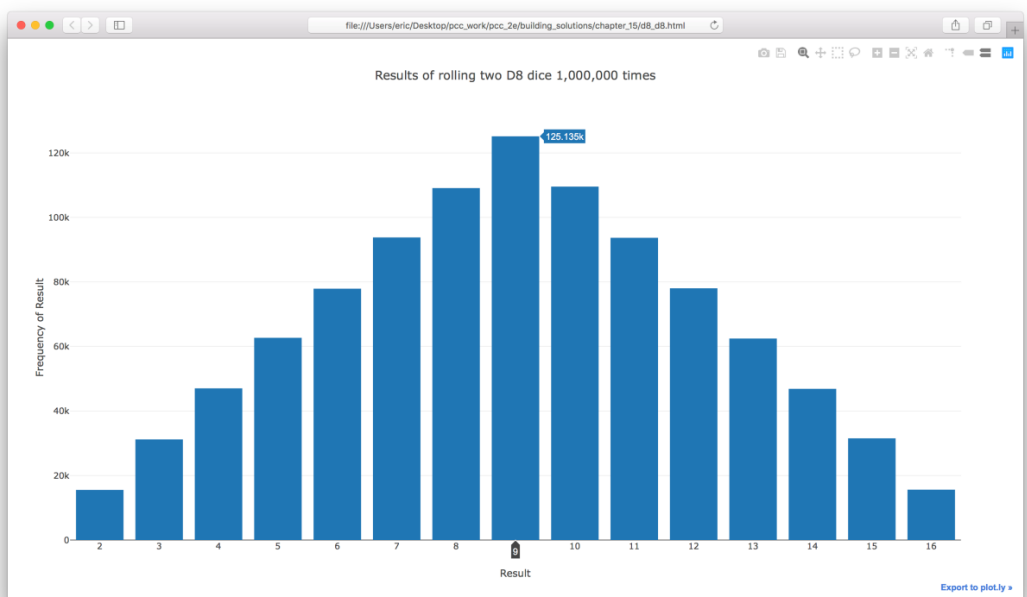 file:///Users/eric/Desktop/pcc_work/pcc_2e/building_solutions/chapter_15/d8_d8.html
Results of rolling two D8 dice 1,000,000 times
125.135k
120k
100k
80k
60k
40k
20k
0
Frequency of Result
2 3 4 5 6 7 8 9 10 11 12 13 14 15 16
Result
Export to plot.ly »